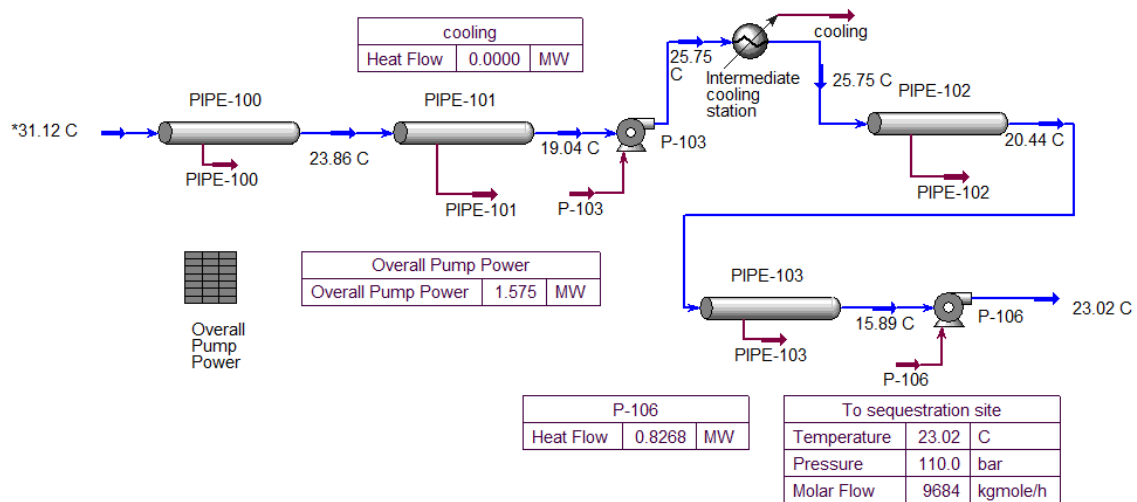 cooling
Heat Flow 0.0000 MW
25.75
C
cooling
Intermediate
cooling
station
25.75 C
PIPE-100
PIPE-101
PIPE-102
*31.12 C
23.86 C
19.04 C
P-103
20.44 C
PIPE-100
PIPE-101
P-103
PIPE-102
Overall Pump Power
Overall Pump Power 1.575 MW
Overall
Pump
Power
PIPE-103
15.89 C
P-106
23.02 C
PIPE-103
P-106
P-106
Heat Flow 0.8268 MW
To sequestration site
Temperature 23.02 C
Pressure 110.0 bar
Molar Flow 9684 kgmole/h